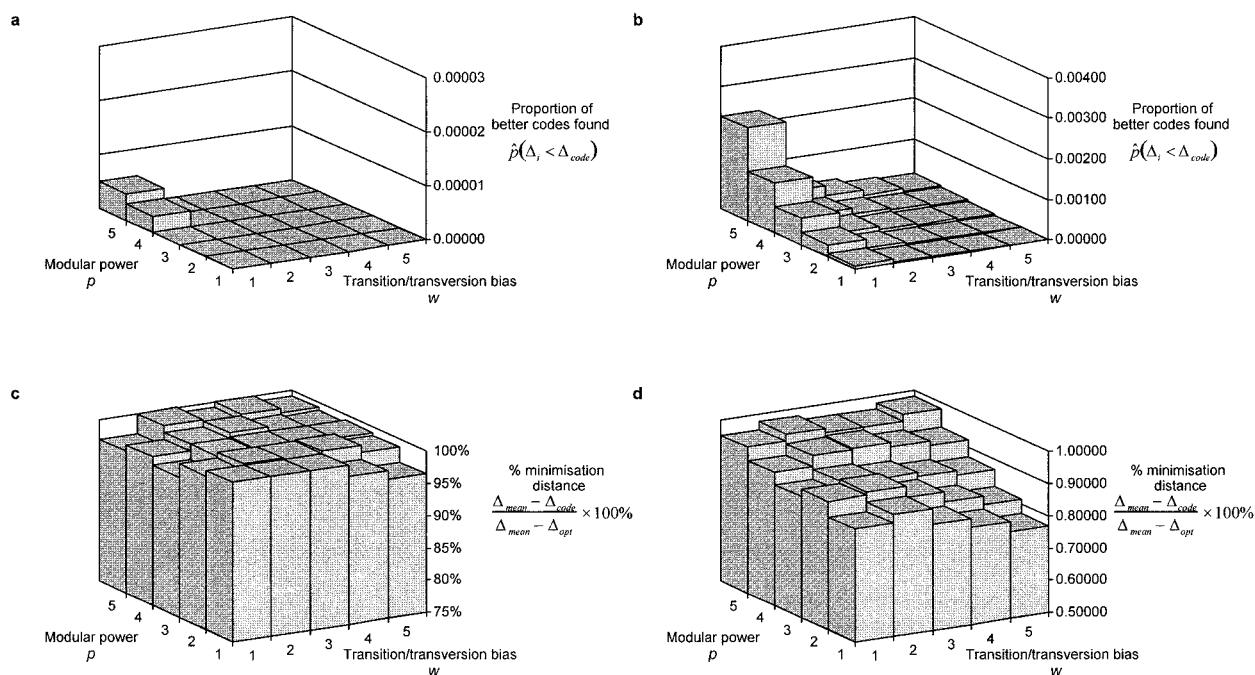 a
0.00003
0.00002
0.00001
0.00000
Proportion of
better codes found
p̂(Δi < Δcode)
5
4
3
2
1
Modular power
p
1
2
3
4
5
Transition/transversion bias
w
b
0.00400
0.00300
0.00200
0.00100
0.00000
Proportion of
better codes found
p̂(Δi < Δcode)
5
4
3
2
1
Modular power
p
1
2
3
4
5
Transition/transversion bias
w
c
100%
95%
90%
85%
80%
75%
% minimisation
distance
Δmean − Δcode
Δmean − Δopt
×100%
5
4
3
2
1
Modular power
p
1
2
3
4
5
Transition/transversion bias
w
d
1.00000
0.90000
0.80000
0.70000
0.60000
0.50000
% minimisation
distance
Δmean − Δcode
Δmean − Δopt
×100%
5
4
3
2
1
Modular power
p
1
2
3
4
5
Transition/transversion bias
w